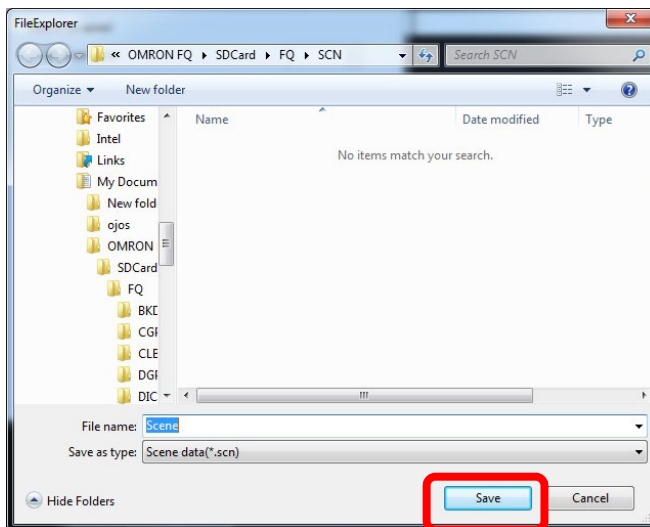 FileExplorer
« OMRON FQ ▸ SDCard ▸ FQ ▸ SCN
Search SCN
Organize
New folder
Name
Date modified
Type
No items match your search.
Favorites
Intel
Links
My Docum
New fold
ojos
OMRON
SDCard
FQ
BKD
CGF
CLE
DGF
DIC
File name: Scene
Save as type: Scene data(*.scn)
Hide Folders
Save
Cancel